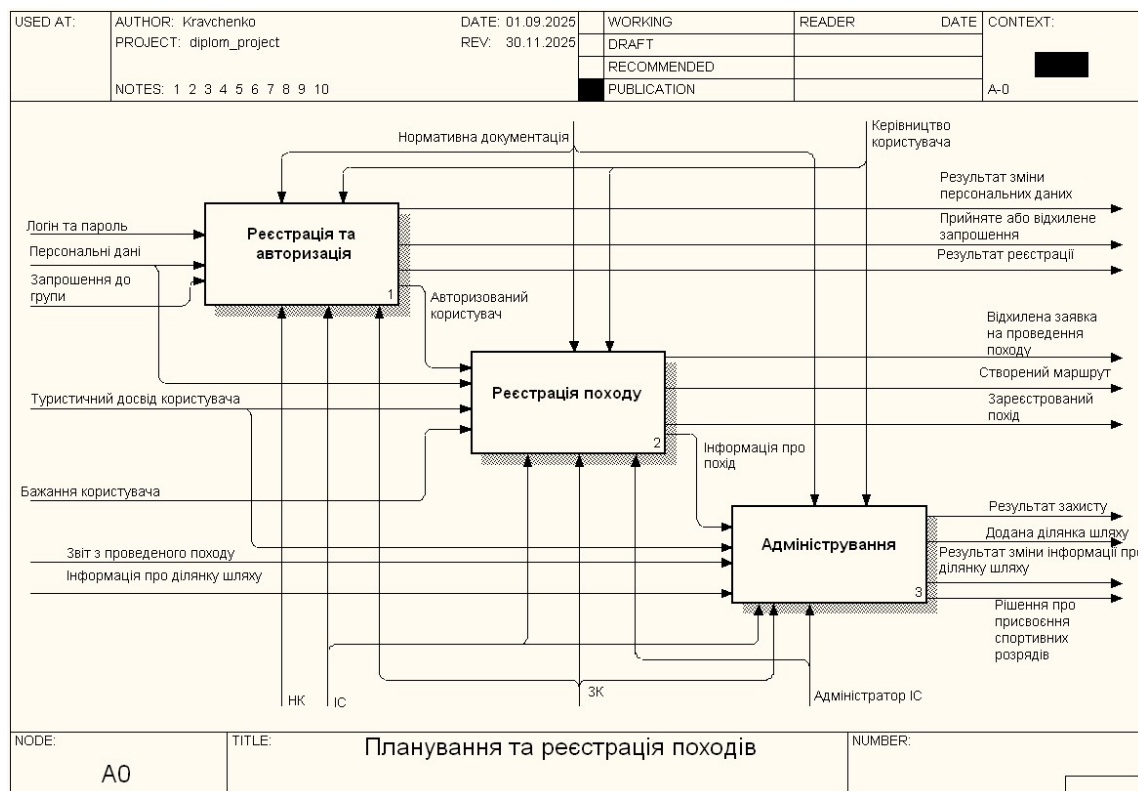 USED AT:
AUTHOR: Kravchenko
DATE: 01.09.2025
PROJECT: diplom_project
REV: 30.11.2025
NOTES: 1 2 3 4 5 6 7 8 9 10
WORKING
DRAFT
RECOMMENDED
PUBLICATION
READER
DATE
CONTEXT:
A-0
Нормативна документація
Керівництво
користувача
Логін та пароль
Персональні дані
Запрошення до
групи
Реєстрація та
авторизація
1
Результат зміни
персональних даних
Прийняте або відхилене
запрошення
Результат реєстрації
Авторизований
користувач
Туристичний досвід користувача
Бажання користувача
Реєстрація походу
2
Відхилена заявка
на проведення
походу
Створений маршрут
Зареєстрований
похід
Інформація про
похід
Звіт з проведеного походу
Інформація про ділянку шляху
Адміністрування
3
Результат захисту
Додана ділянка шляху
Результат зміни інформації про
ділянку шляху
Рішення про
присвоєння
спортивних
розрядів
НК
ІС
ЗК
Адміністратор ІС
NODE:
A0
TITLE:
Планування та реєстрація походів
NUMBER: